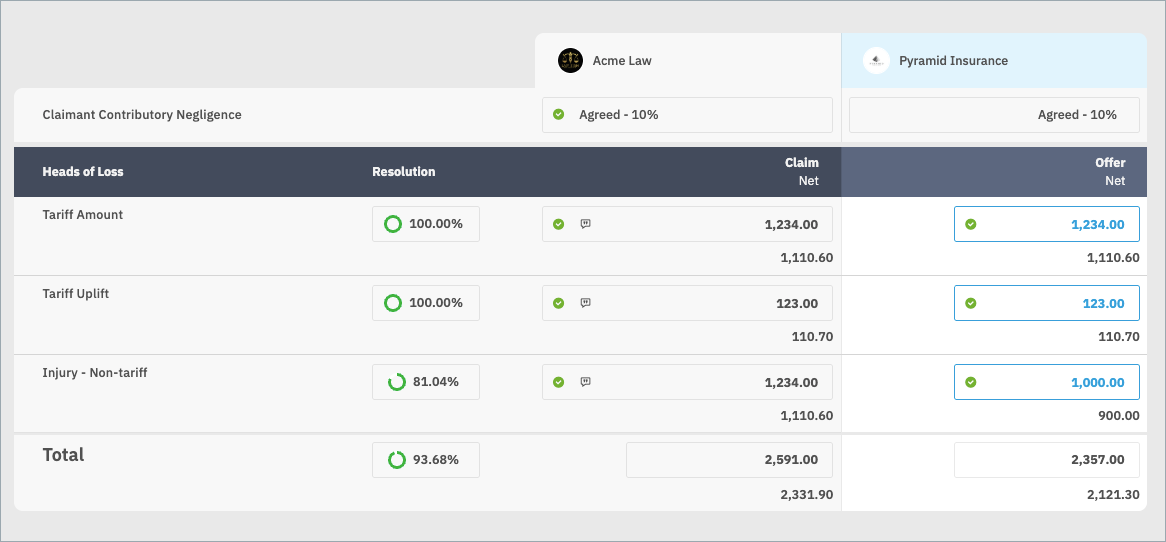 Acme Law
Pyramid Insurance
Claimant Contributory Negligence
Agreed - 10%
Agreed - 10%
Heads of Loss
Resolution
Claim
Net
Offer
Net
Tariff Amount
100.00%
1,234.00
1,234.00
1,110.60
1,110.60
Tariff Uplift
100.00%
123.00
123.00
110.70
110.70
Injury - Non-tariff
81.04%
1,234.00
1,000.00
1,110.60
900.00
Total
93.68%
2,591.00
2,357.00
2,331.90
2,121.30